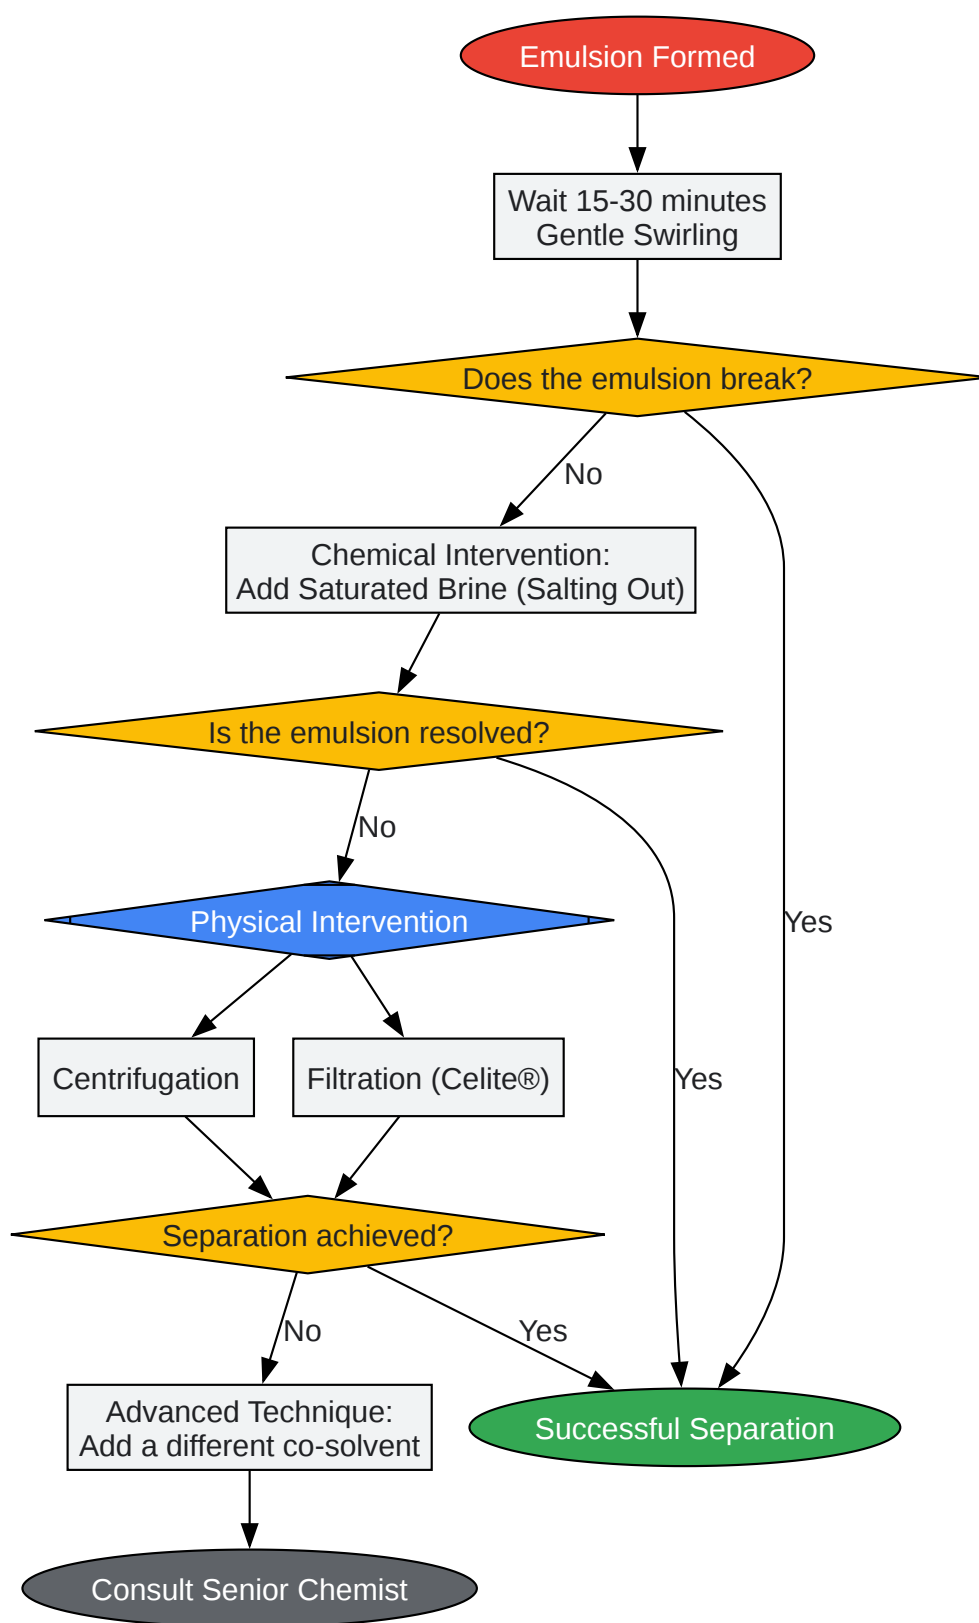 Emulsion Formed
Wait 15-30 minutes
Gentle Swirling
Does the emulsion break?
No
Chemical Intervention:
Add Saturated Brine (Salting Out)
Is the emulsion resolved?
No
Physical Intervention
Yes
Centrifugation
Filtration (Celite®)
Yes
Separation achieved?
No
Yes
Advanced Technique:
Add a different co-solvent
Successful Separation
Consult Senior Chemist